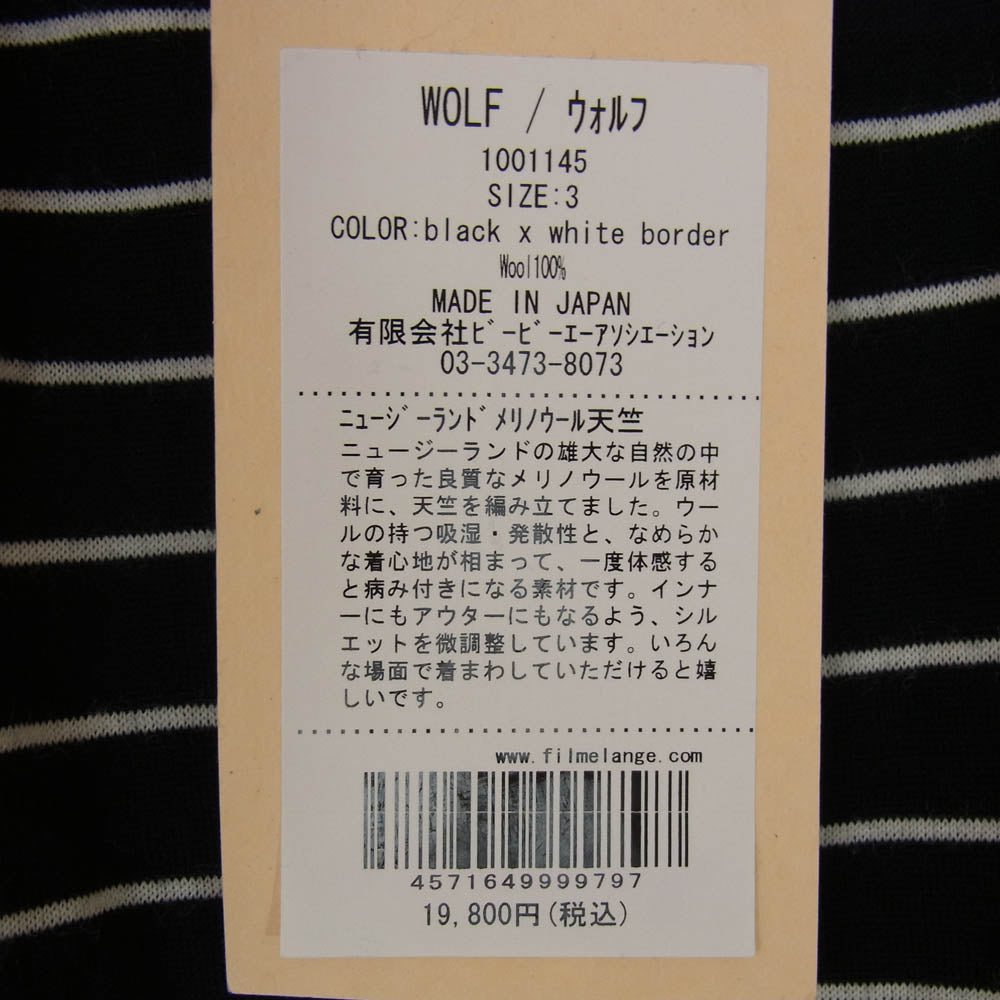 WOLF / ｳｫﾙﾌ
1001145
SIZE:3
COLOR:black x white border
Wool100%
MADE IN JAPAN
有限会社ﾋﾞｰﾋﾞｰｴｰｱｿｼｴｰｼｮﾝ
03-3473-8073
ﾆｭｰｼﾞｰﾗﾝﾄﾞﾒﾘﾉｳｰﾙ天竺
ニュージーランドの雄大な自然の中
で育った良質なメリノウールを原材
料に、天竺を編み立てました。ウー
ルの持つ吸湿・発散性と、なめらか
な着心地が相まって、一度体感する
と病み付きになる素材です。インナ
ーにもアウターにもなるよう、シル
エットを微調整しています。いろん
な場面で着まわしていただけると嬉
しいです。
www.filmelange.com
4571649999797
19,800円(税込)